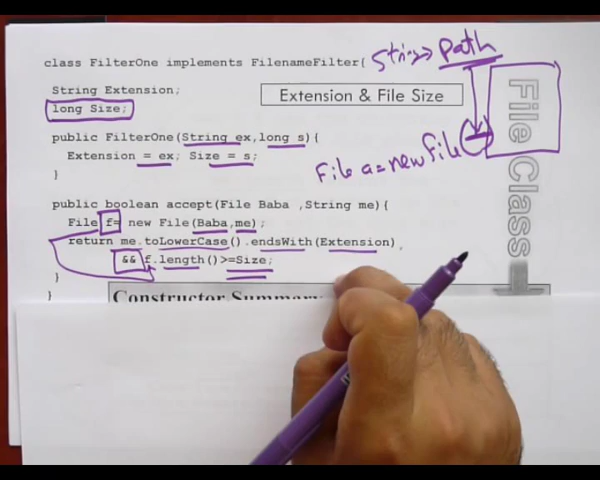 class FilterOne implements FilenameFilter{
String path
String Extension;
long Size;
Extension & File Size
public FilterOne(String ex,long s){
Extension = ex; Size = s;
}
File a=new File( )
public boolean accept(File Baba ,String me){
File f= new File(Baba,me);
return me.toLowerCase().endsWith(Extension)
&& f.length()>=Size;
}
}
Constructor Summary
File Class